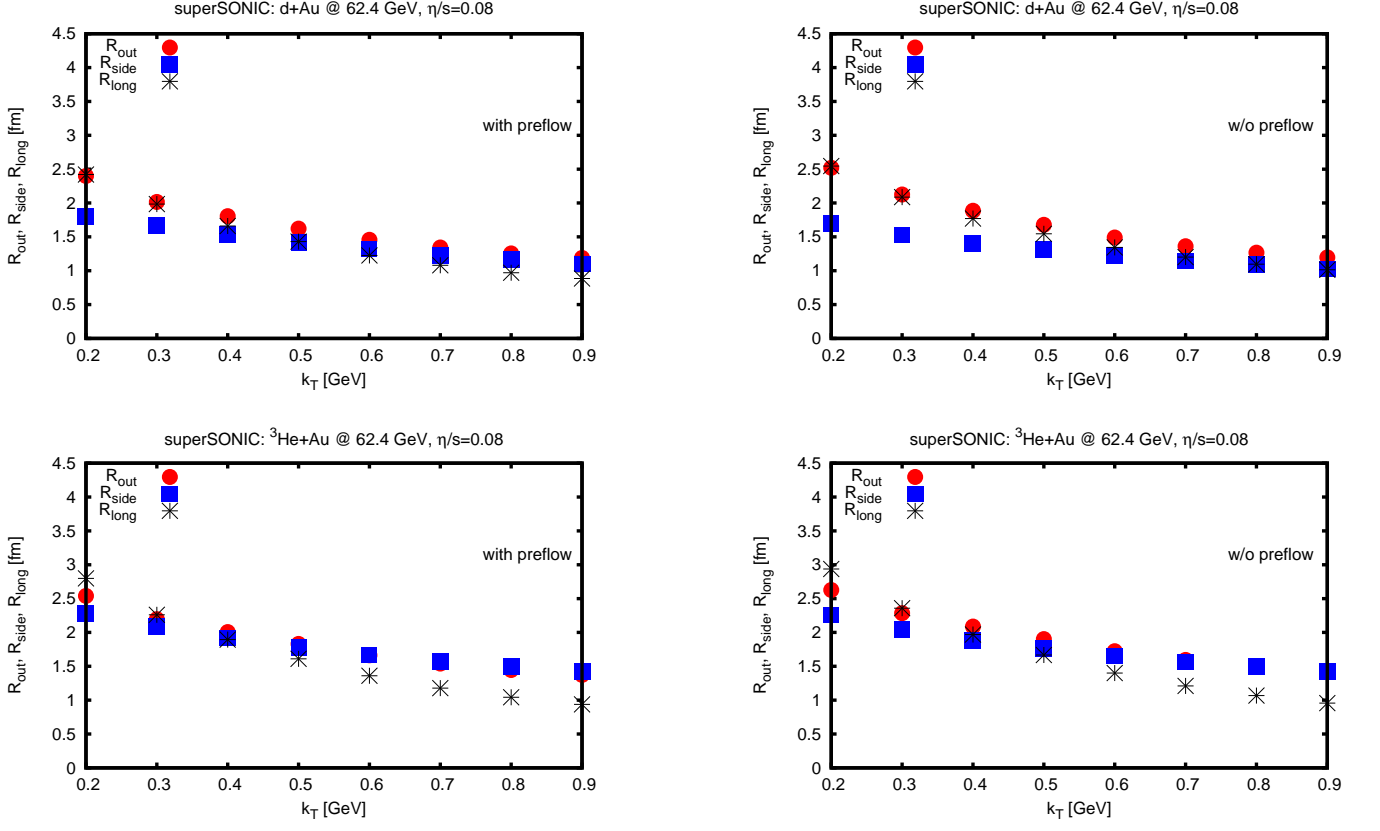 superSONIC: d+Au @ 62.4 GeV, η/s=0.08
R_out, R_side, R_long [fm]
4.5
4
3.5
3
2.5
2
1.5
1
0.5
0
R_out
R_side
R_long
with preflow
0.2 0.3 0.4 0.5 0.6 0.7 0.8 0.9
k_T [GeV]
superSONIC: d+Au @ 62.4 GeV, η/s=0.08
R_out, R_side, R_long [fm]
4.5
4
3.5
3
2.5
2
1.5
1
0.5
0
R_out
R_side
R_long
w/o preflow
0.2 0.3 0.4 0.5 0.6 0.7 0.8 0.9
k_T [GeV]
superSONIC: ³He+Au @ 62.4 GeV, η/s=0.08
R_out, R_side, R_long [fm]
4.5
4
3.5
3
2.5
2
1.5
1
0.5
0
R_out
R_side
R_long
with preflow
0.2 0.3 0.4 0.5 0.6 0.7 0.8 0.9
k_T [GeV]
superSONIC: ³He+Au @ 62.4 GeV, η/s=0.08
R_out, R_side, R_long [fm]
4.5
4
3.5
3
2.5
2
1.5
1
0.5
0
R_out
R_side
R_long
w/o preflow
0.2 0.3 0.4 0.5 0.6 0.7 0.8 0.9
k_T [GeV]